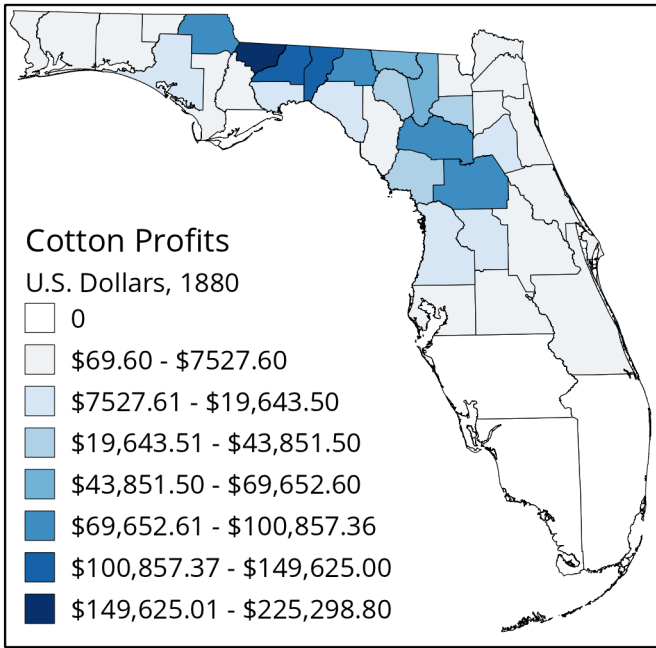 Cotton Profits
U.S. Dollars, 1880
0
$69.60 - $7527.60
$7527.61 - $19,643.50
$19,643.51 - $43,851.50
$43,851.50 - $69,652.60
$69,652.61 - $100,857.36
$100,857.37 - $149,625.00
$149,625.01 - $225,298.80